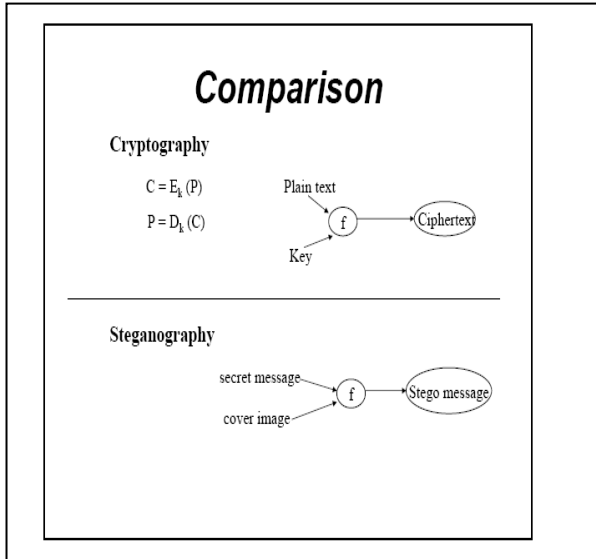 Comparison
Cryptography
C = Ek (P)
P = Dk (C)
Plain text
f
Ciphertext
Key
Steganography
secret message
f
Stego message
cover image